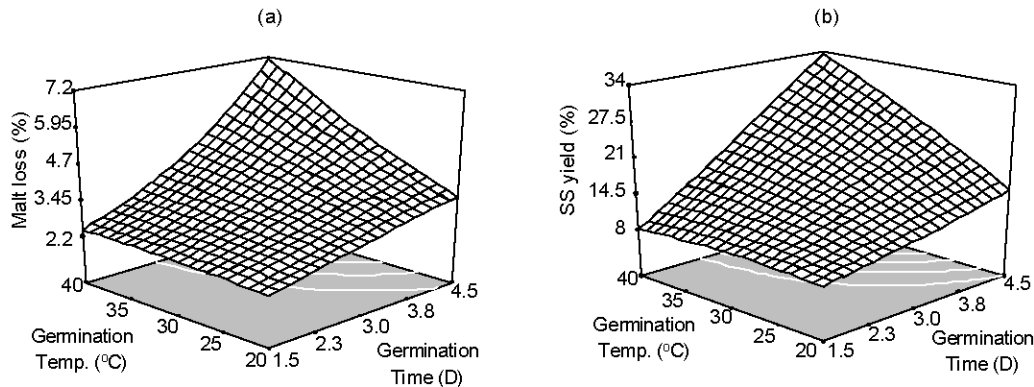 (a)
7.2
5.95
4.7
3.45
2.2
Malt loss (%)
40
35
30
25
20
1.5
2.3
3.0
3.8
4.5
Germination
Temp. (⁰C)
Germination
Time (D)
(b)
34
27.5
21
14.5
8
SS yield (%)
40
35
30
25
20
1.5
2.3
3.0
3.8
4.5
Germination
Temp. (⁰C)
Germination
Time (D)